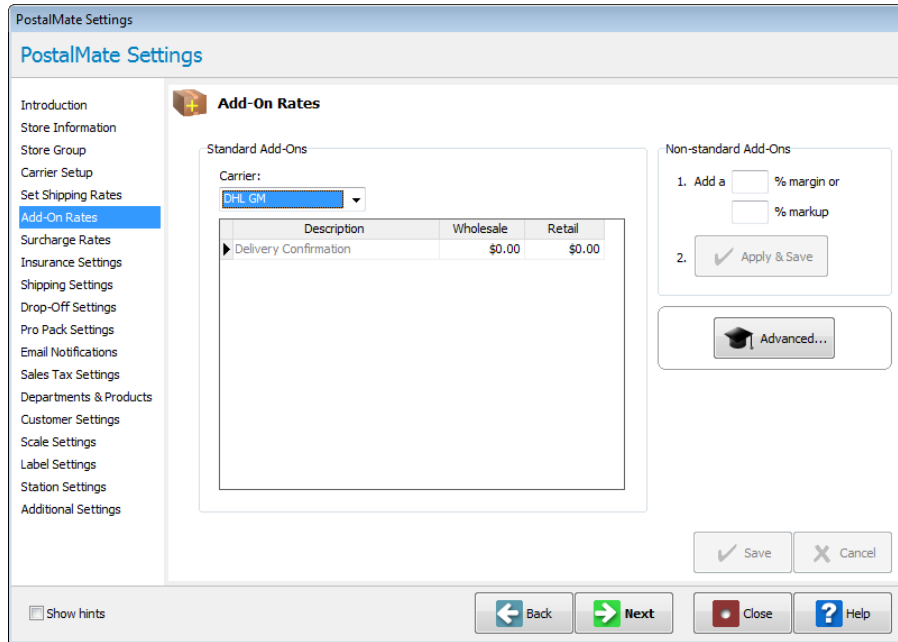 PostalMate Settings
PostalMate Settings
Introduction
Store Information
Store Group
Carrier Setup
Set Shipping Rates
Add-On Rates
Surcharge Rates
Insurance Settings
Shipping Settings
Drop-Off Settings
Pro Pack Settings
Email Notifications
Sales Tax Settings
Departments & Products
Customer Settings
Scale Settings
Label Settings
Station Settings
Additional Settings
Add-On Rates
Standard Add-Ons
Carrier:
DHL GM
Description Wholesale Retail
Delivery Confirmation $0.00 $0.00
Non-standard Add-Ons
1. Add a % margin or
% markup
2. Apply & Save
Advanced...
Save Cancel
Show hints Back Next Close Help